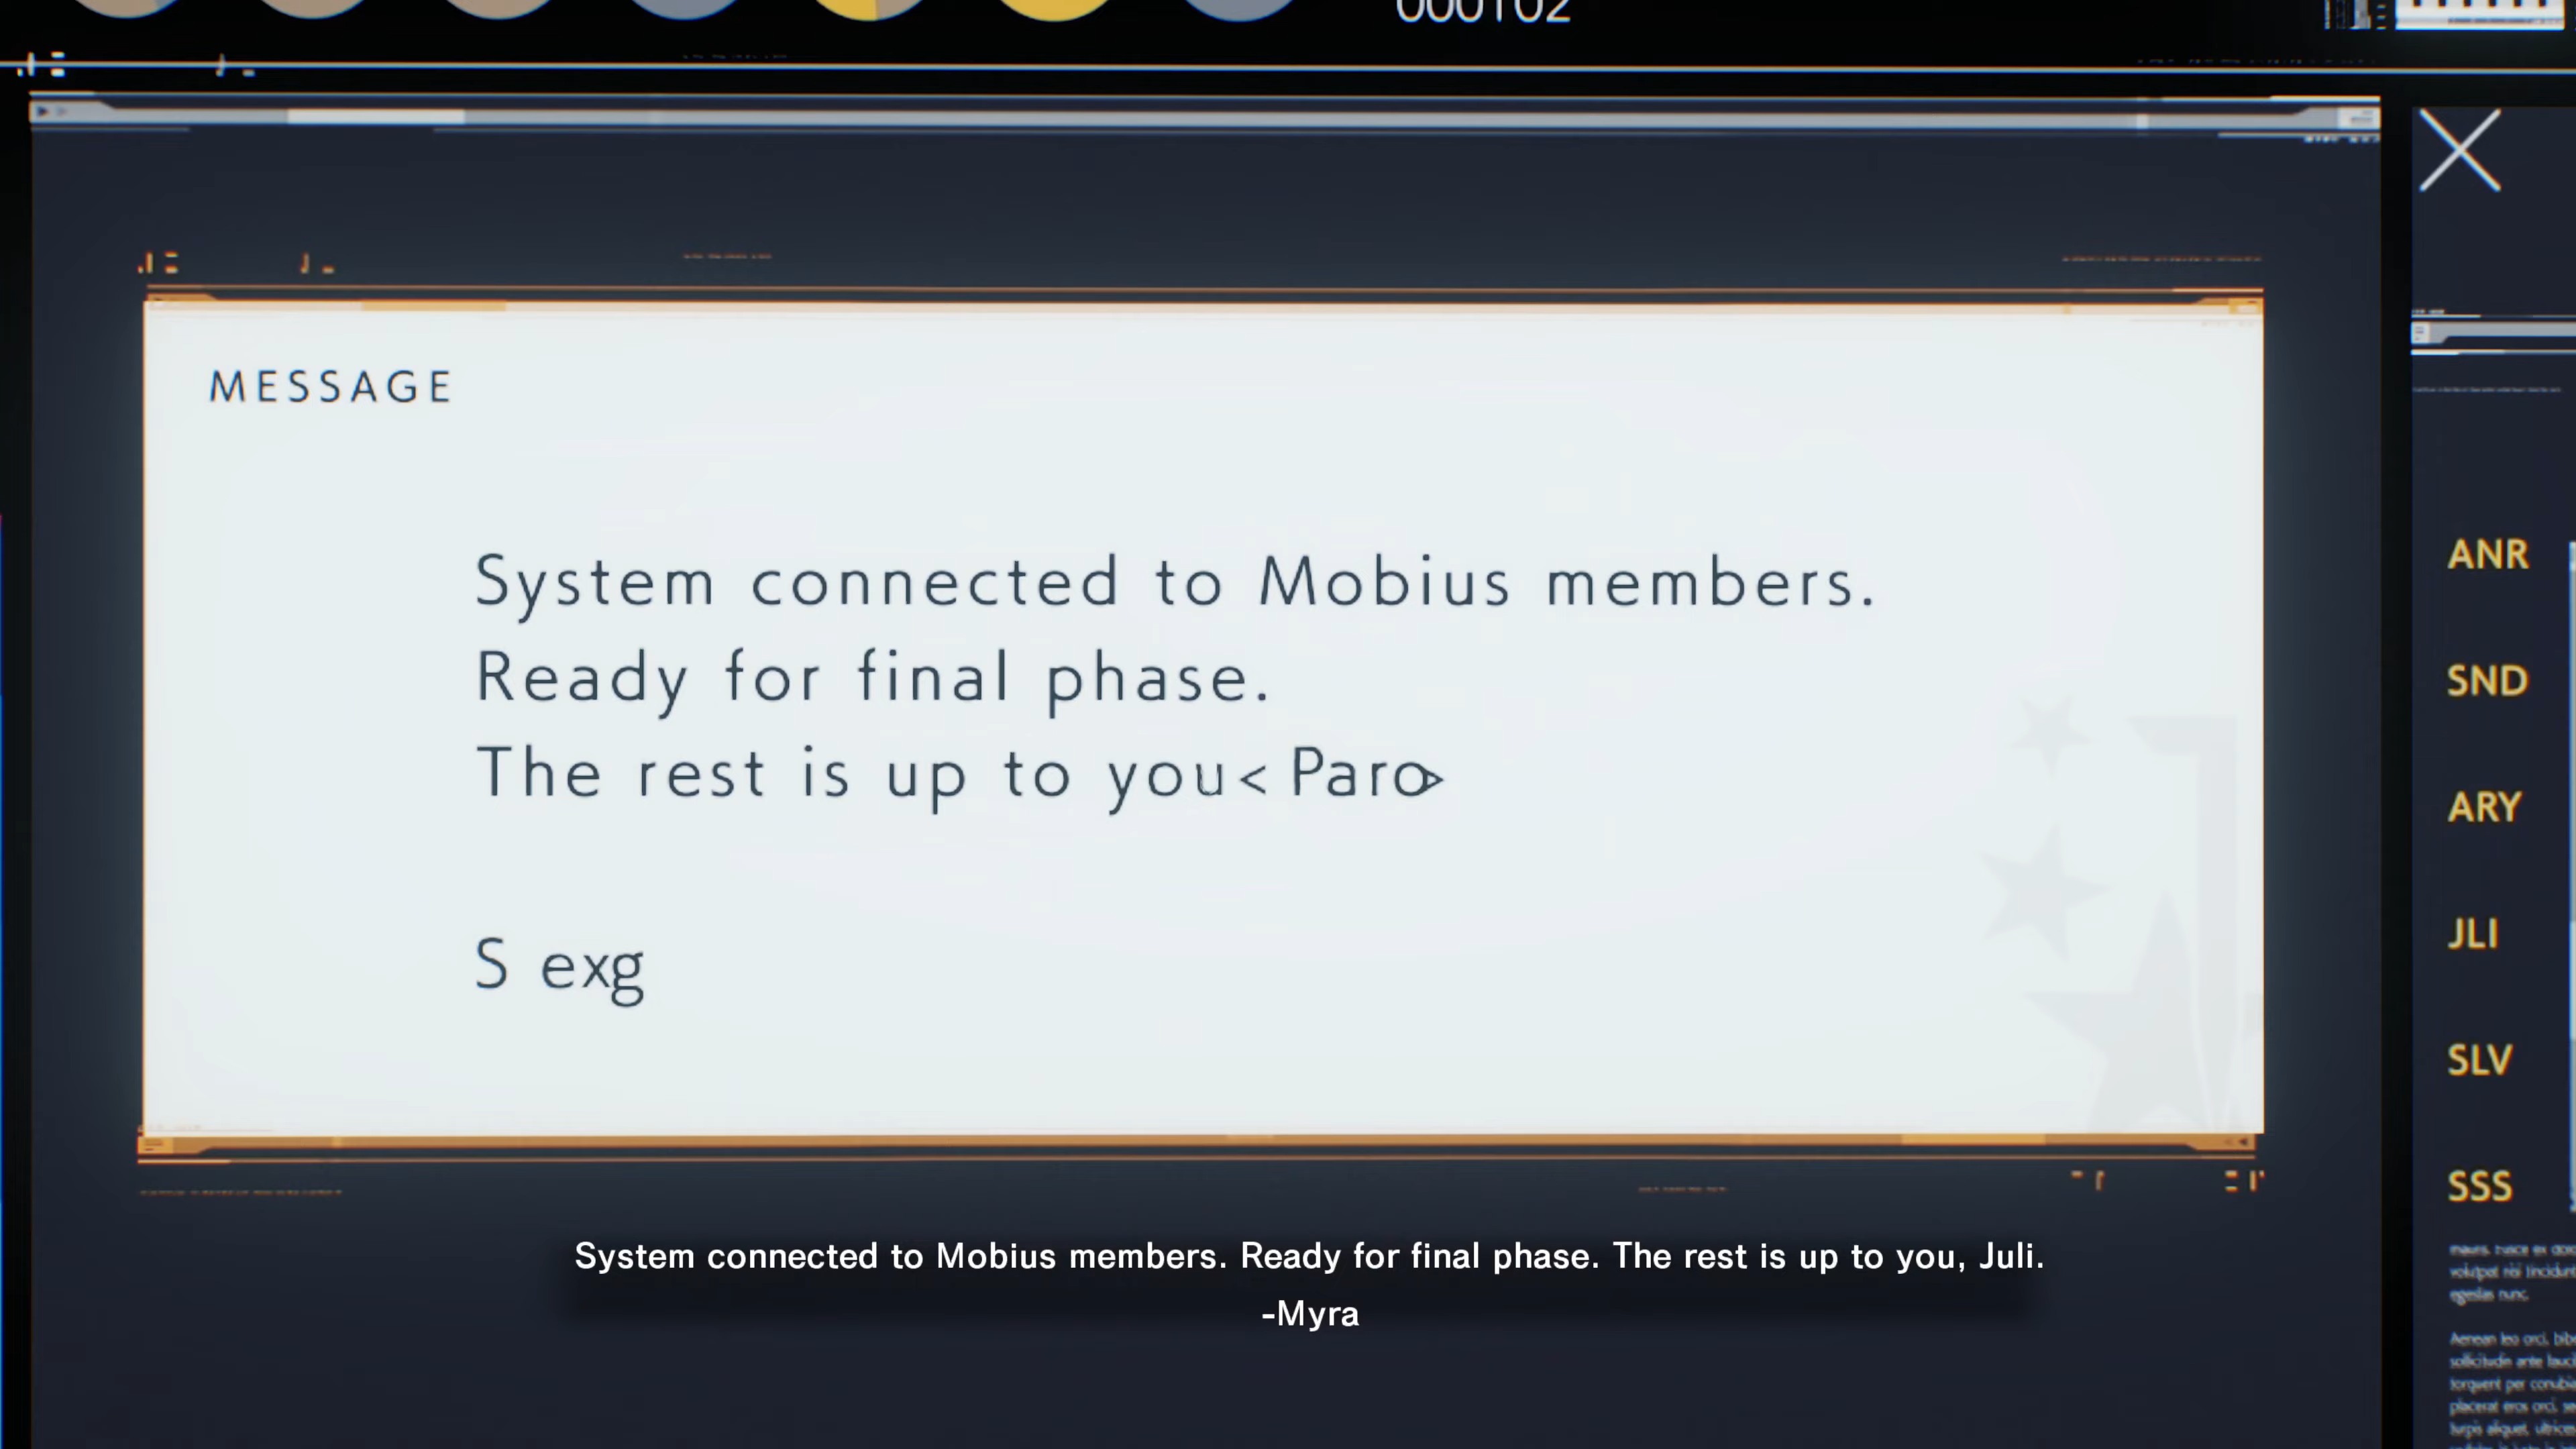 MESSAGE
System connected to Mobius members.
Ready for final phase.
The rest is up to you< Paro>
S exg
ANR
SND
ARY
JLI
SLV
SSS
egestas nunc.
System connected to Mobius members. Ready for final phase. The rest is up to you, Juli.
-Myra